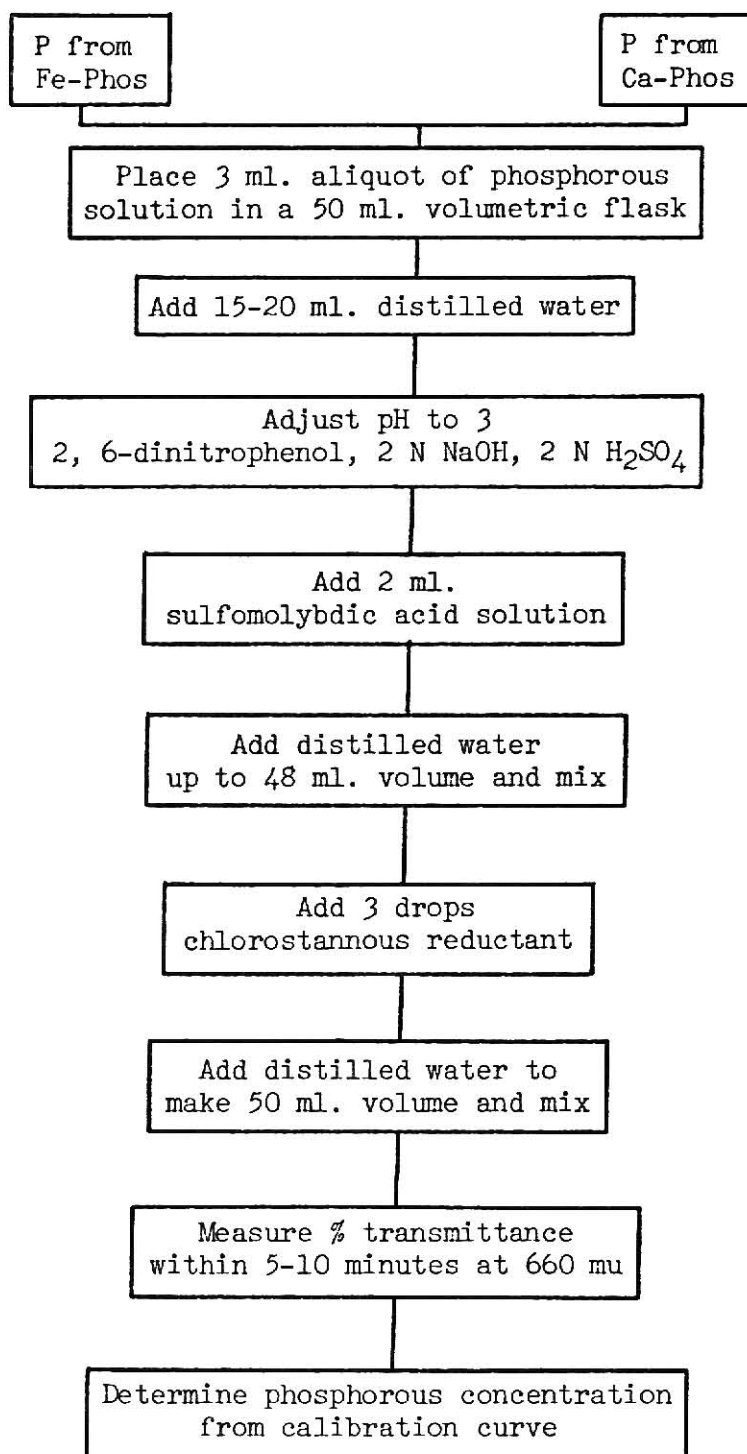 P from
Fe-Phos
P from
Ca-Phos
Place 3 ml. aliquot of phosphorous
solution in a 50 ml. volumetric flask
Add 15-20 ml. distilled water
Adjust pH to 3
2, 6-dinitrophenol, 2 N NaOH, 2 N H₂SO₄
Add 2 ml.
sulfomolybdic acid solution
Add distilled water
up to 48 ml. volume and mix
Add 3 drops
chlorostannous reductant
Add distilled water to
make 50 ml. volume and mix
Measure % transmittance
within 5-10 minutes at 660 mu
Determine phosphorous concentration
from calibration curve